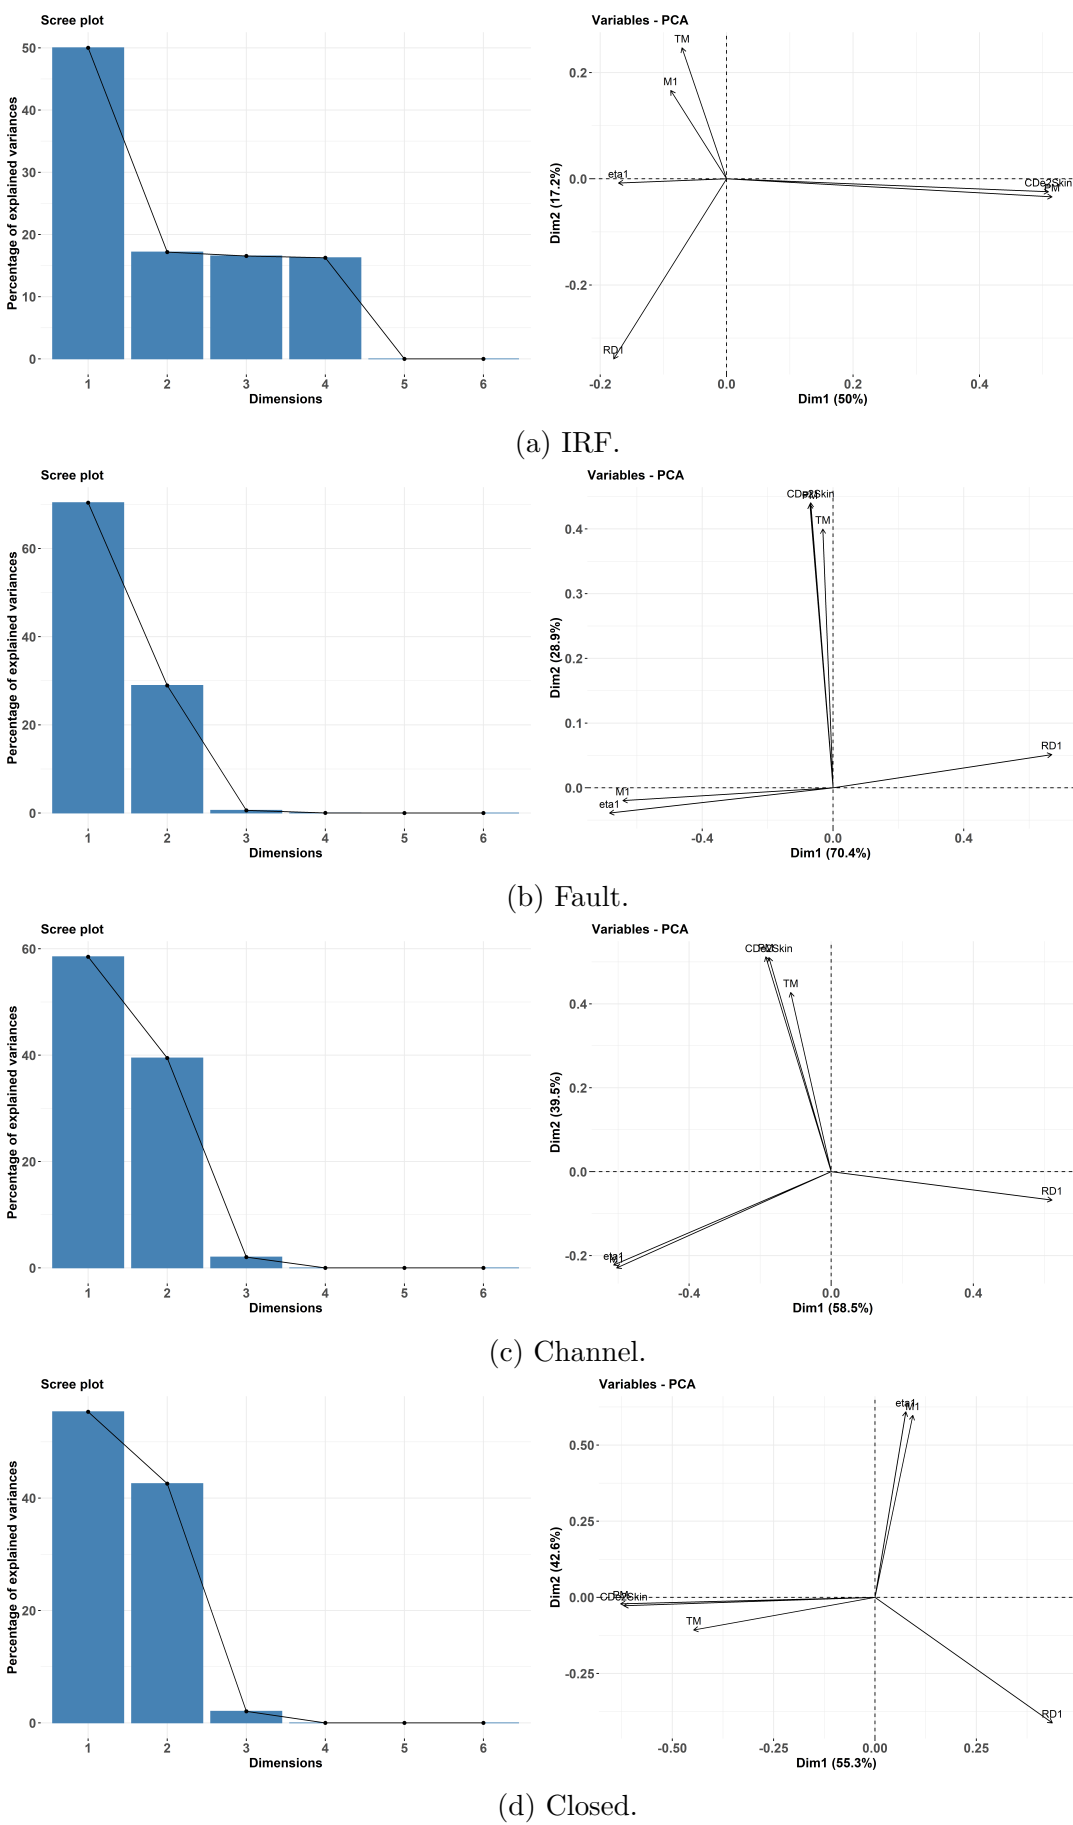 Scree plot
Percentage of explained variances
50
40
30
20
10
0
1 2 3 4 5 6
Dimensions
Variables - PCA
Dim2 (17.2%)
0.2
0.0
-0.2
TM
M1
eta1
CDe2Skin
PM
RD1
-0.2 0.0 0.2 0.4
Dim1 (50%)
(a) IRF.
Scree plot
Percentage of explained variances
60
40
20
0
1 2 3 4 5 6
Dimensions
Variables - PCA
Dim2 (28.9%)
0.4
0.3
0.2
0.1
0.0
CDe2Skin
PM
TM
RD1
M1
eta1
-0.4 0.0 0.4
Dim1 (70.4%)
(b) Fault.
Scree plot
Percentage of explained variances
60
40
20
0
1 2 3 4 5 6
Dimensions
Variables - PCA
Dim2 (39.5%)
0.4
0.2
0.0
-0.2
CDe2Skin
PM
TM
RD1
eta1
M1
-0.4 0.0 0.4
Dim1 (58.5%)
(c) Channel.
Scree plot
Percentage of explained variances
40
20
0
1 2 3 4 5 6
Dimensions
Variables - PCA
Dim2 (42.6%)
0.50
0.25
0.00
-0.25
eta1
M1
PM
CDe2Skin
TM
RD1
-0.50 -0.25 0.00 0.25
Dim1 (55.3%)
(d) Closed.